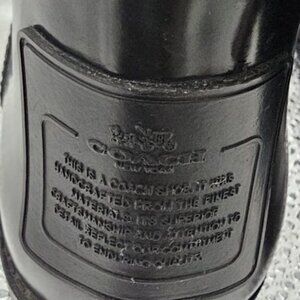 COACH
THIS IS A COACH SHOE. IT WAS
HANDCRAFTED FROM THE FINEST
MATERIALS. ITS SUPERIOR
CRAFTSMANSHIP AND ATTENTION TO
DETAIL REFLECT OUR COMMITMENT
TO ENDURING QUALITY.